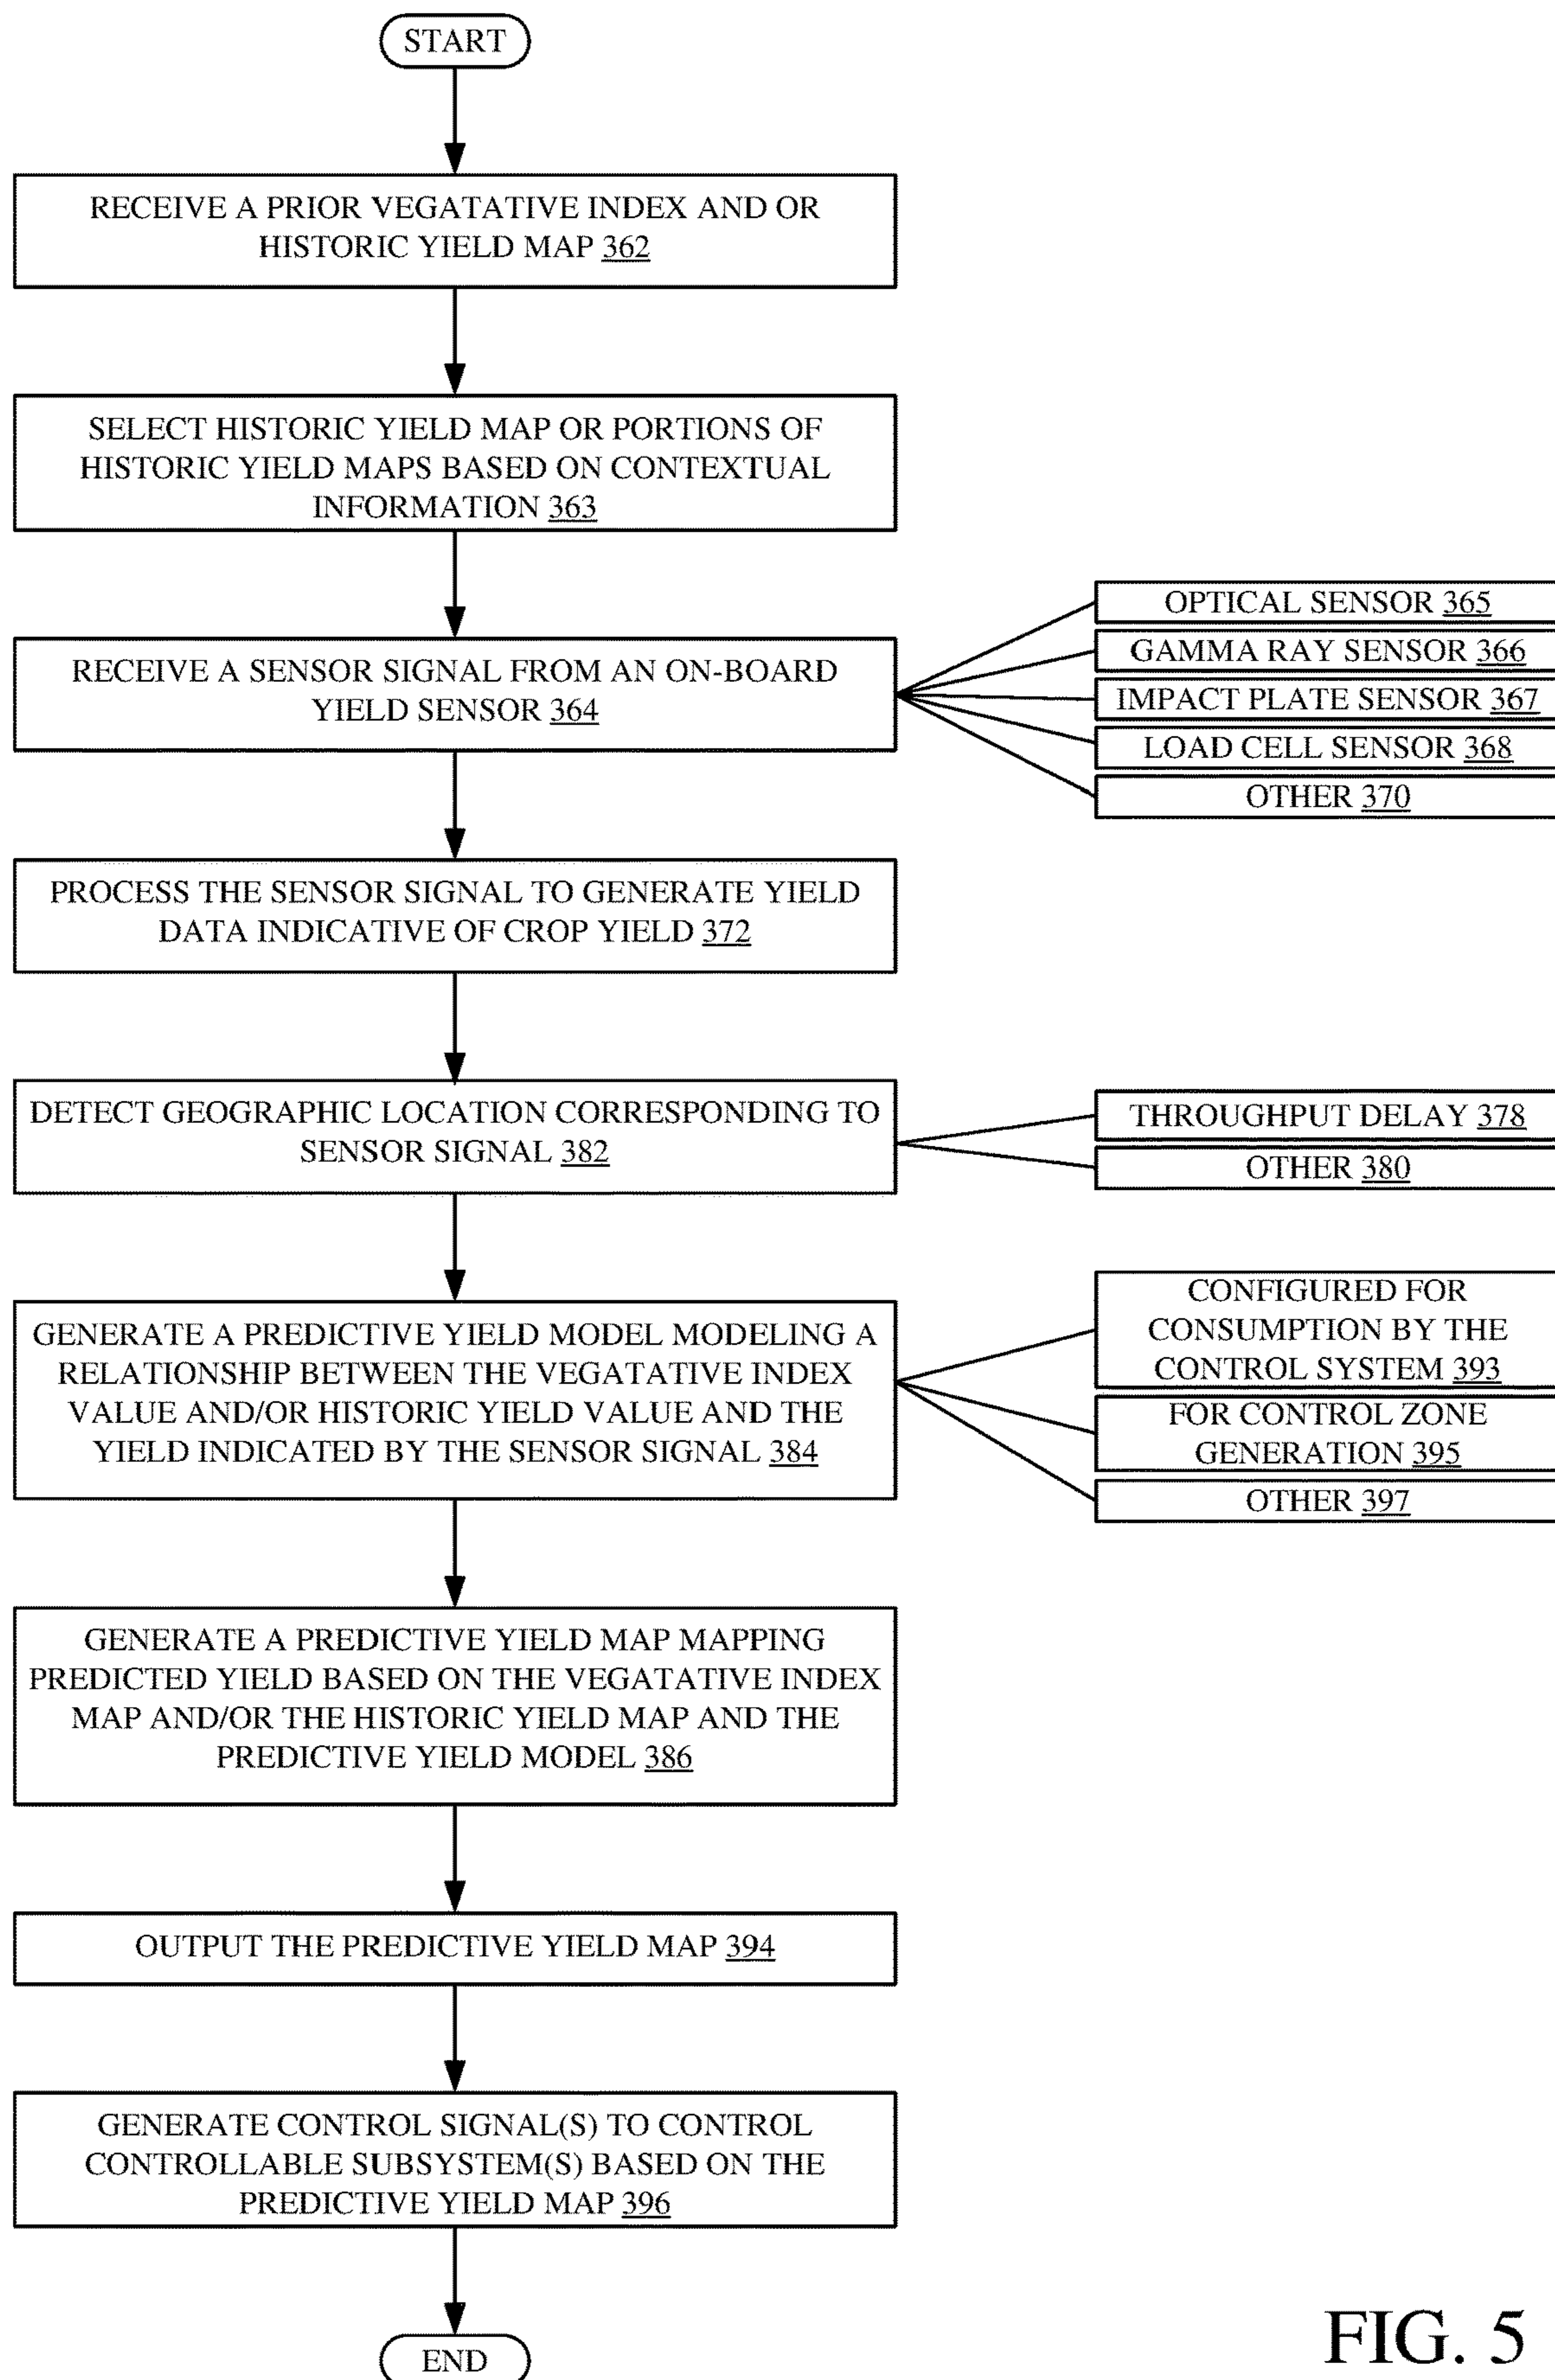 START
RECEIVE A PRIOR VEGATATIVE INDEX AND OR
HISTORIC YIELD MAP 362
SELECT HISTORIC YIELD MAP OR PORTIONS OF
HISTORIC YIELD MAPS BASED ON CONTEXTUAL
INFORMATION 363
RECEIVE A SENSOR SIGNAL FROM AN ON-BOARD
YIELD SENSOR 364
OPTICAL SENSOR 365
GAMMA RAY SENSOR 366
IMPACT PLATE SENSOR 367
LOAD CELL SENSOR 368
OTHER 370
PROCESS THE SENSOR SIGNAL TO GENERATE YIELD
DATA INDICATIVE OF CROP YIELD 372
DETECT GEOGRAPHIC LOCATION CORRESPONDING TO
SENSOR SIGNAL 382
THROUGHPUT DELAY 378
OTHER 380
GENERATE A PREDICTIVE YIELD MODEL MODELING A
RELATIONSHIP BETWEEN THE VEGATATIVE INDEX
VALUE AND/OR HISTORIC YIELD VALUE AND THE
YIELD INDICATED BY THE SENSOR SIGNAL 384
CONFIGURED FOR
CONSUMPTION BY THE
CONTROL SYSTEM 393
FOR CONTROL ZONE
GENERATION 395
OTHER 397
GENERATE A PREDICTIVE YIELD MAP MAPPING
PREDICTED YIELD BASED ON THE VEGATATIVE INDEX
MAP AND/OR THE HISTORIC YIELD MAP AND THE
PREDICTIVE YIELD MODEL 386
OUTPUT THE PREDICTIVE YIELD MAP 394
GENERATE CONTROL SIGNAL(S) TO CONTROL
CONTROLLABLE SUBSYSTEM(S) BASED ON THE
PREDICTIVE YIELD MAP 396
END
FIG. 5